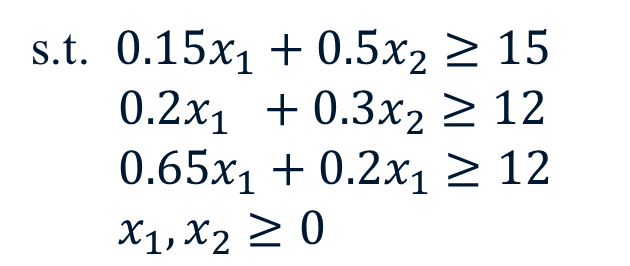 s.t. 0.15x₁ + 0.5x₂ ≥ 15
0.2x₁ + 0.3x₂ ≥ 12
0.65x₁ + 0.2x₁ ≥ 12
x₁, x₂ ≥ 0